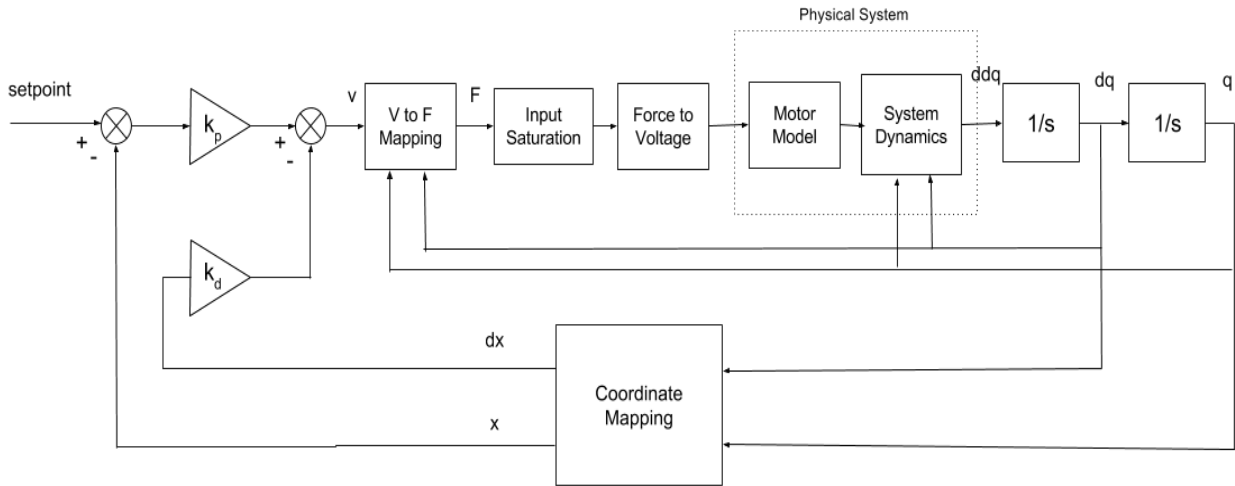 Physical System
setpoint
+
-
k_p
+
-
v
V to F
Mapping
F
Input
Saturation
Force to
Voltage
Motor
Model
System
Dynamics
ddq
1/s
dq
1/s
q
k_d
dx
x
Coordinate
Mapping